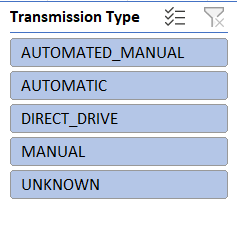 Transmission Type
AUTOMATED_MANUAL
AUTOMATIC
DIRECT_DRIVE
MANUAL
UNKNOWN